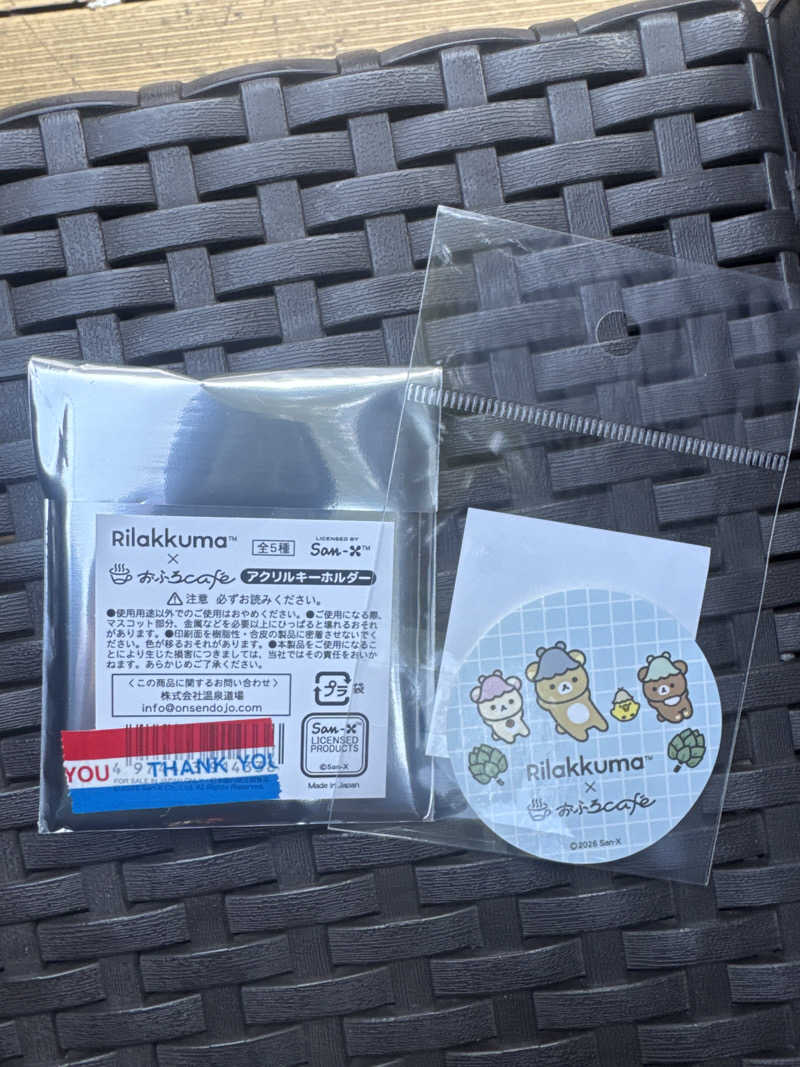 Rilakkuma™
×
おふろcafe
全5種
LICENSED BY
San-X™
アクリルキーホルダー
⚠注意 必ずお読みください。
●使用用途以外でのご使用はおやめください。●ご使用になる際、
マスコット部分、金属などを必要以上にひっぱると壊れるおそれ
があります。●印刷面を樹脂性・合皮の製品に密着させないでく
ださい。色が移るおそれがあります。●本製品をご使用になるこ
とにより生じた損害につきましては、当社ではその責任をおいか
ねます。あらかじめご了承ください。
〈この商品に関するお問い合わせ〉
株式会社温泉道場
info@onsendojo.com
プラ 袋
San-X™
LICENSED
PRODUCTS
©San-X
Made in Japan
YOU
THANK YOU
Rilakkuma™
×
おふろcafe
©2026 San-X